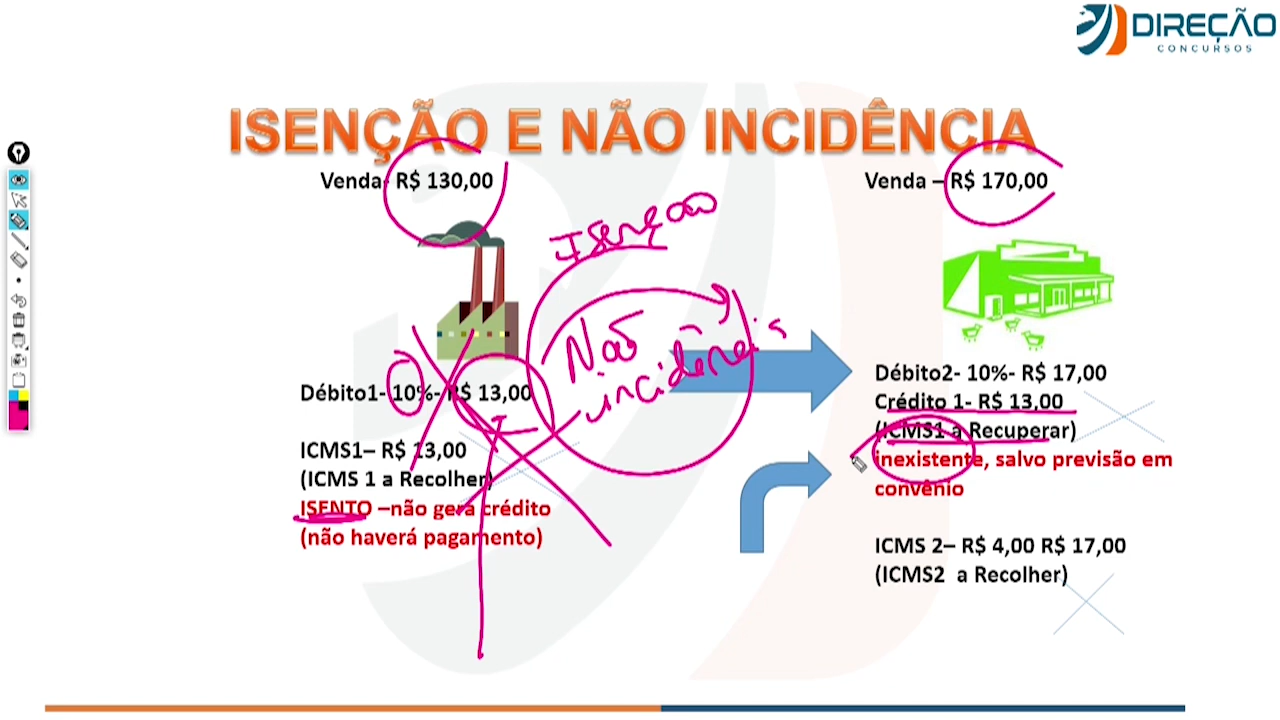 DIREÇÃO
CONCURSOS
ISENÇÃO E NÃO INCIDÊNCIA
Venda- R$ 130,00
Venda – R$ 170,00
Isenção
Não
incidência
Débito1- 10%- R$ 13,00
ICMS1– R$ 13,00
(ICMS 1 a Recolher)
ISENTO –não gera crédito
(não haverá pagamento)
Débito2- 10%- R$ 17,00
Crédito 1- R$ 13,00
(ICMS1 a Recuperar)
inexistente, salvo previsão em
convênio
ICMS 2– R$ 4,00 R$ 17,00
(ICMS2 a Recolher)